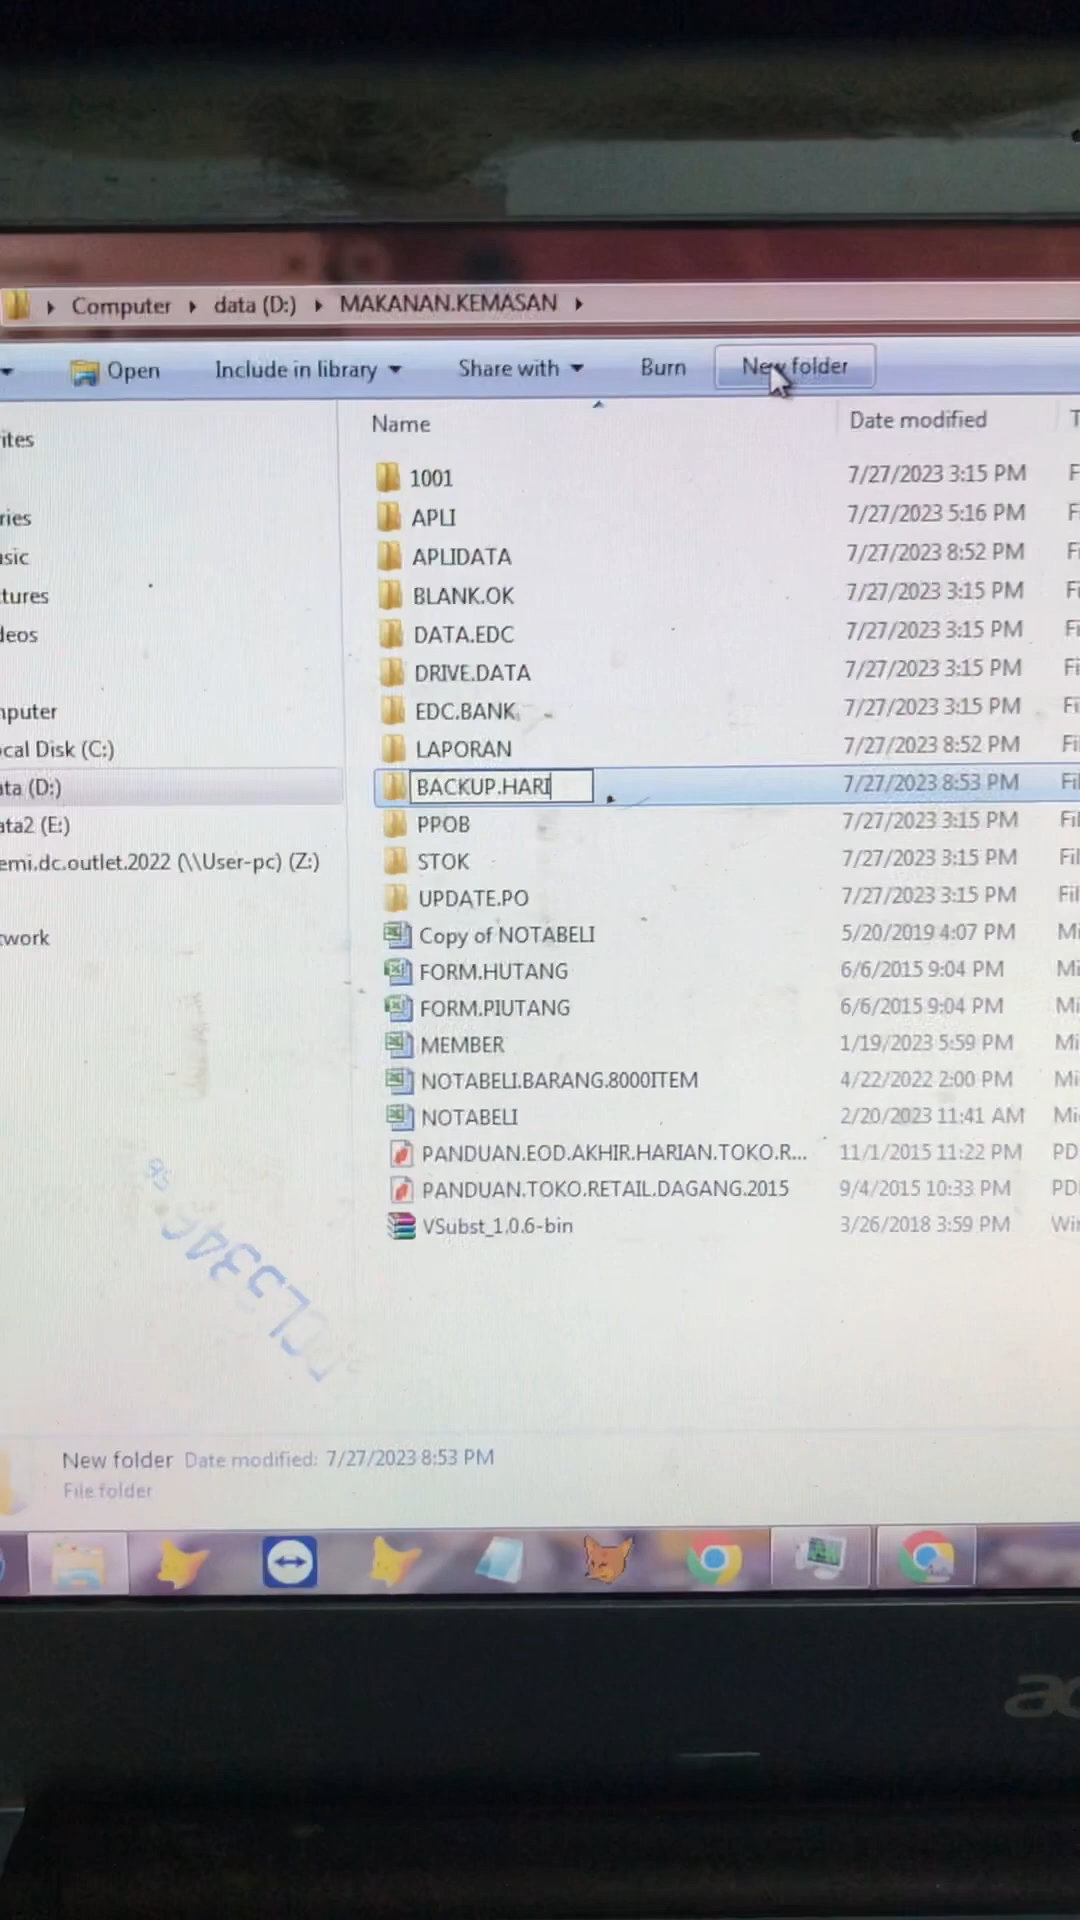 Computer data (D:) MAKANAN.KEMASAN
Open Include in library Share with Burn New folder
Name Date modified
1001 7/27/2023 3:15 PM
APLI 7/27/2023 5:16 PM
APLIDATA 7/27/2023 8:52 PM
BLANK.OK 7/27/2023 3:15 PM
DATA.EDC 7/27/2023 3:15 PM
DRIVE.DATA 7/27/2023 3:15 PM
EDC.BANK 7/27/2023 3:15 PM
LAPORAN 7/27/2023 8:52 PM
BACKUP.HARI 7/27/2023 8:53 PM
PPOB 7/27/2023 3:15 PM
STOK 7/27/2023 3:15 PM
UPDATE.PO 7/27/2023 3:15 PM
Copy of NOTABELI 5/20/2019 4:07 PM
FORM.HUTANG 6/6/2015 9:04 PM
FORM.PIUTANG 6/6/2015 9:04 PM
MEMBER 1/19/2023 5:59 PM
NOTABELI.BARANG.8000ITEM 4/22/2022 2:00 PM
NOTABELI 2/20/2023 11:41 AM
PANDUAN.EOD.AKHIR.HARIAN.TOKO.R... 11/1/2015 11:22 PM PD
PANDUAN.TOKO.RETAIL.DAGANG.2015 9/4/2015 10:33 PM PD
VSubst_1.0.6-bin 3/26/2018 3:59 PM
ites
ries
sic
tures
deos
nputer
cal Disk (C:)
ata (D:)
ata2 (E:)
emi.dc.outlet.2022 (\\User-pc) (Z:)
twork
New folder Date modified: 7/27/2023 8:53 PM
File folder